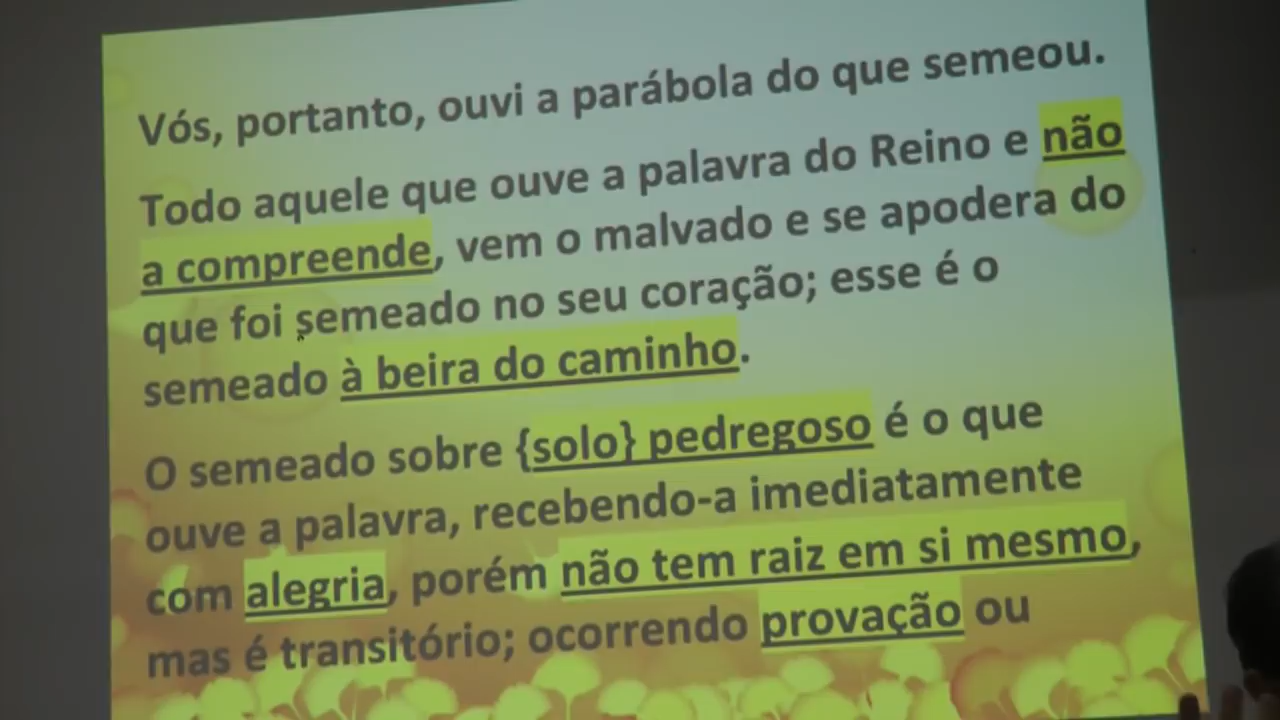 Vós, portanto, ouvi a parábola do que semeou.
Todo aquele que ouve a palavra do Reino e não
a compreende, vem o malvado e se apodera do
que foi semeado no seu coração; esse é o
semeado à beira do caminho.
O semeado sobre {solo} pedregoso é o que
ouve a palavra, recebendo-a imediatamente
com alegria, porém não tem raiz em si mesmo,
mas é transitório; ocorrendo provação ou